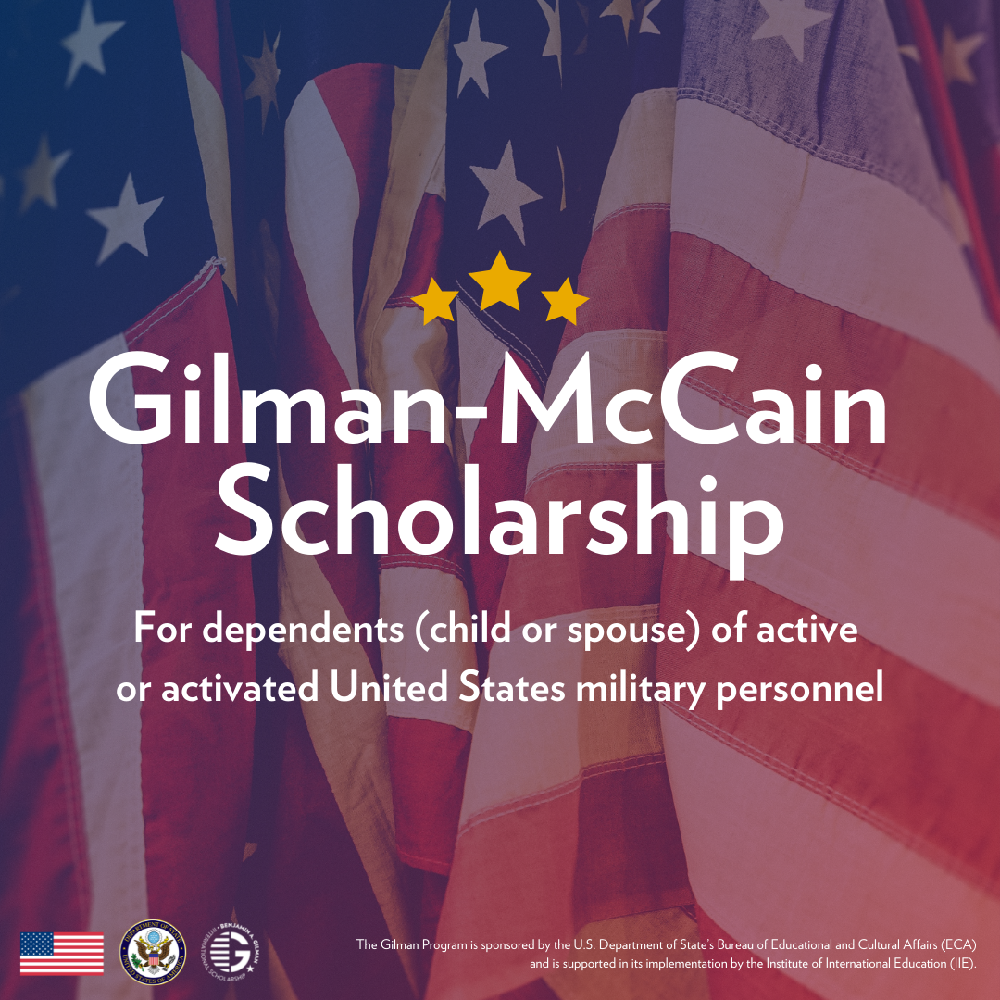 Gilman-McCain
Scholarship
For dependents (child or spouse) of active
or activated United States military personnel
DEPARTMENT OF STATE
UNITED STATES OF AMERICA
BENJAMIN A. GILMAN
INTERNATIONAL SCHOLARSHIP
G
The Gilman Program is sponsored by the U.S. Department of State's Bureau of Educational and Cultural Affairs (ECA)
and is supported in its implementation by the Institute of International Education (IIE).